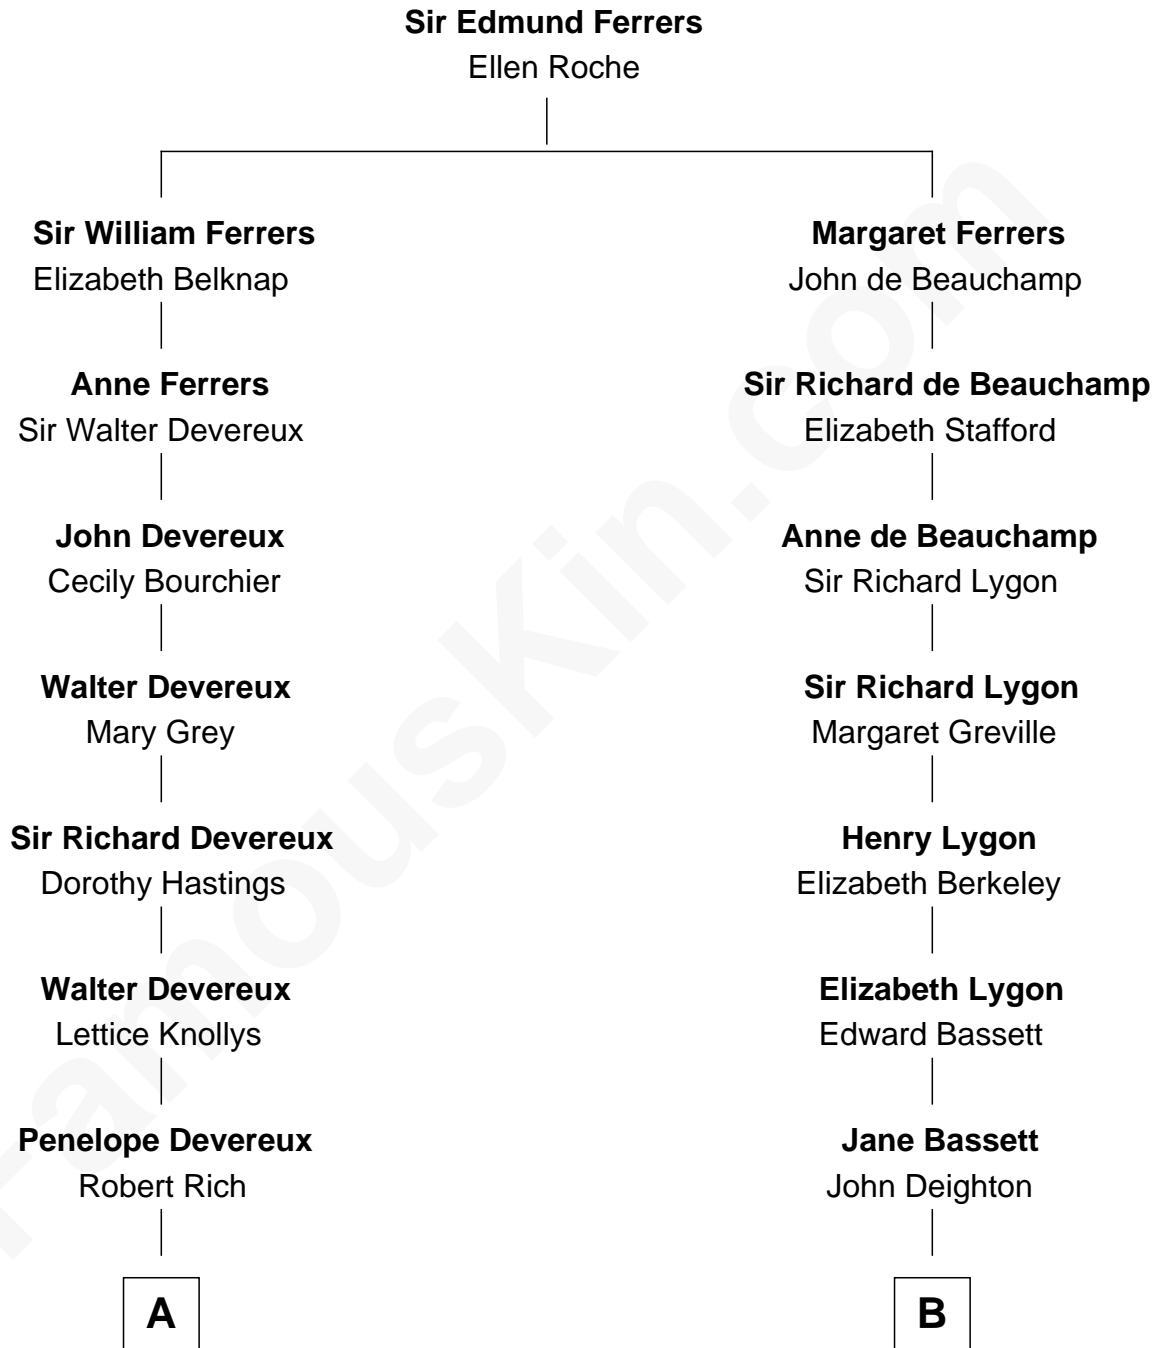 Sir Edmund Ferrers
Ellen Roche
Sir William Ferrers
Elizabeth Belknap
Margaret Ferrers
John de Beauchamp
Anne Ferrers
Sir Walter Devereux
Sir Richard de Beauchamp
Elizabeth Stafford
John Devereux
Cecily Bourchier
Anne de Beauchamp
Sir Richard Lygon
Walter Devereux
Mary Grey
Sir Richard Lygon
Margaret Greville
Sir Richard Devereux
Dorothy Hastings
Henry Lygon
Elizabeth Berkeley
Walter Devereux
Lettice Knollys
Elizabeth Lygon
Edward Bassett
Penelope Devereux
Robert Rich
Jane Bassett
John Deighton
A
B
FamousKin.com